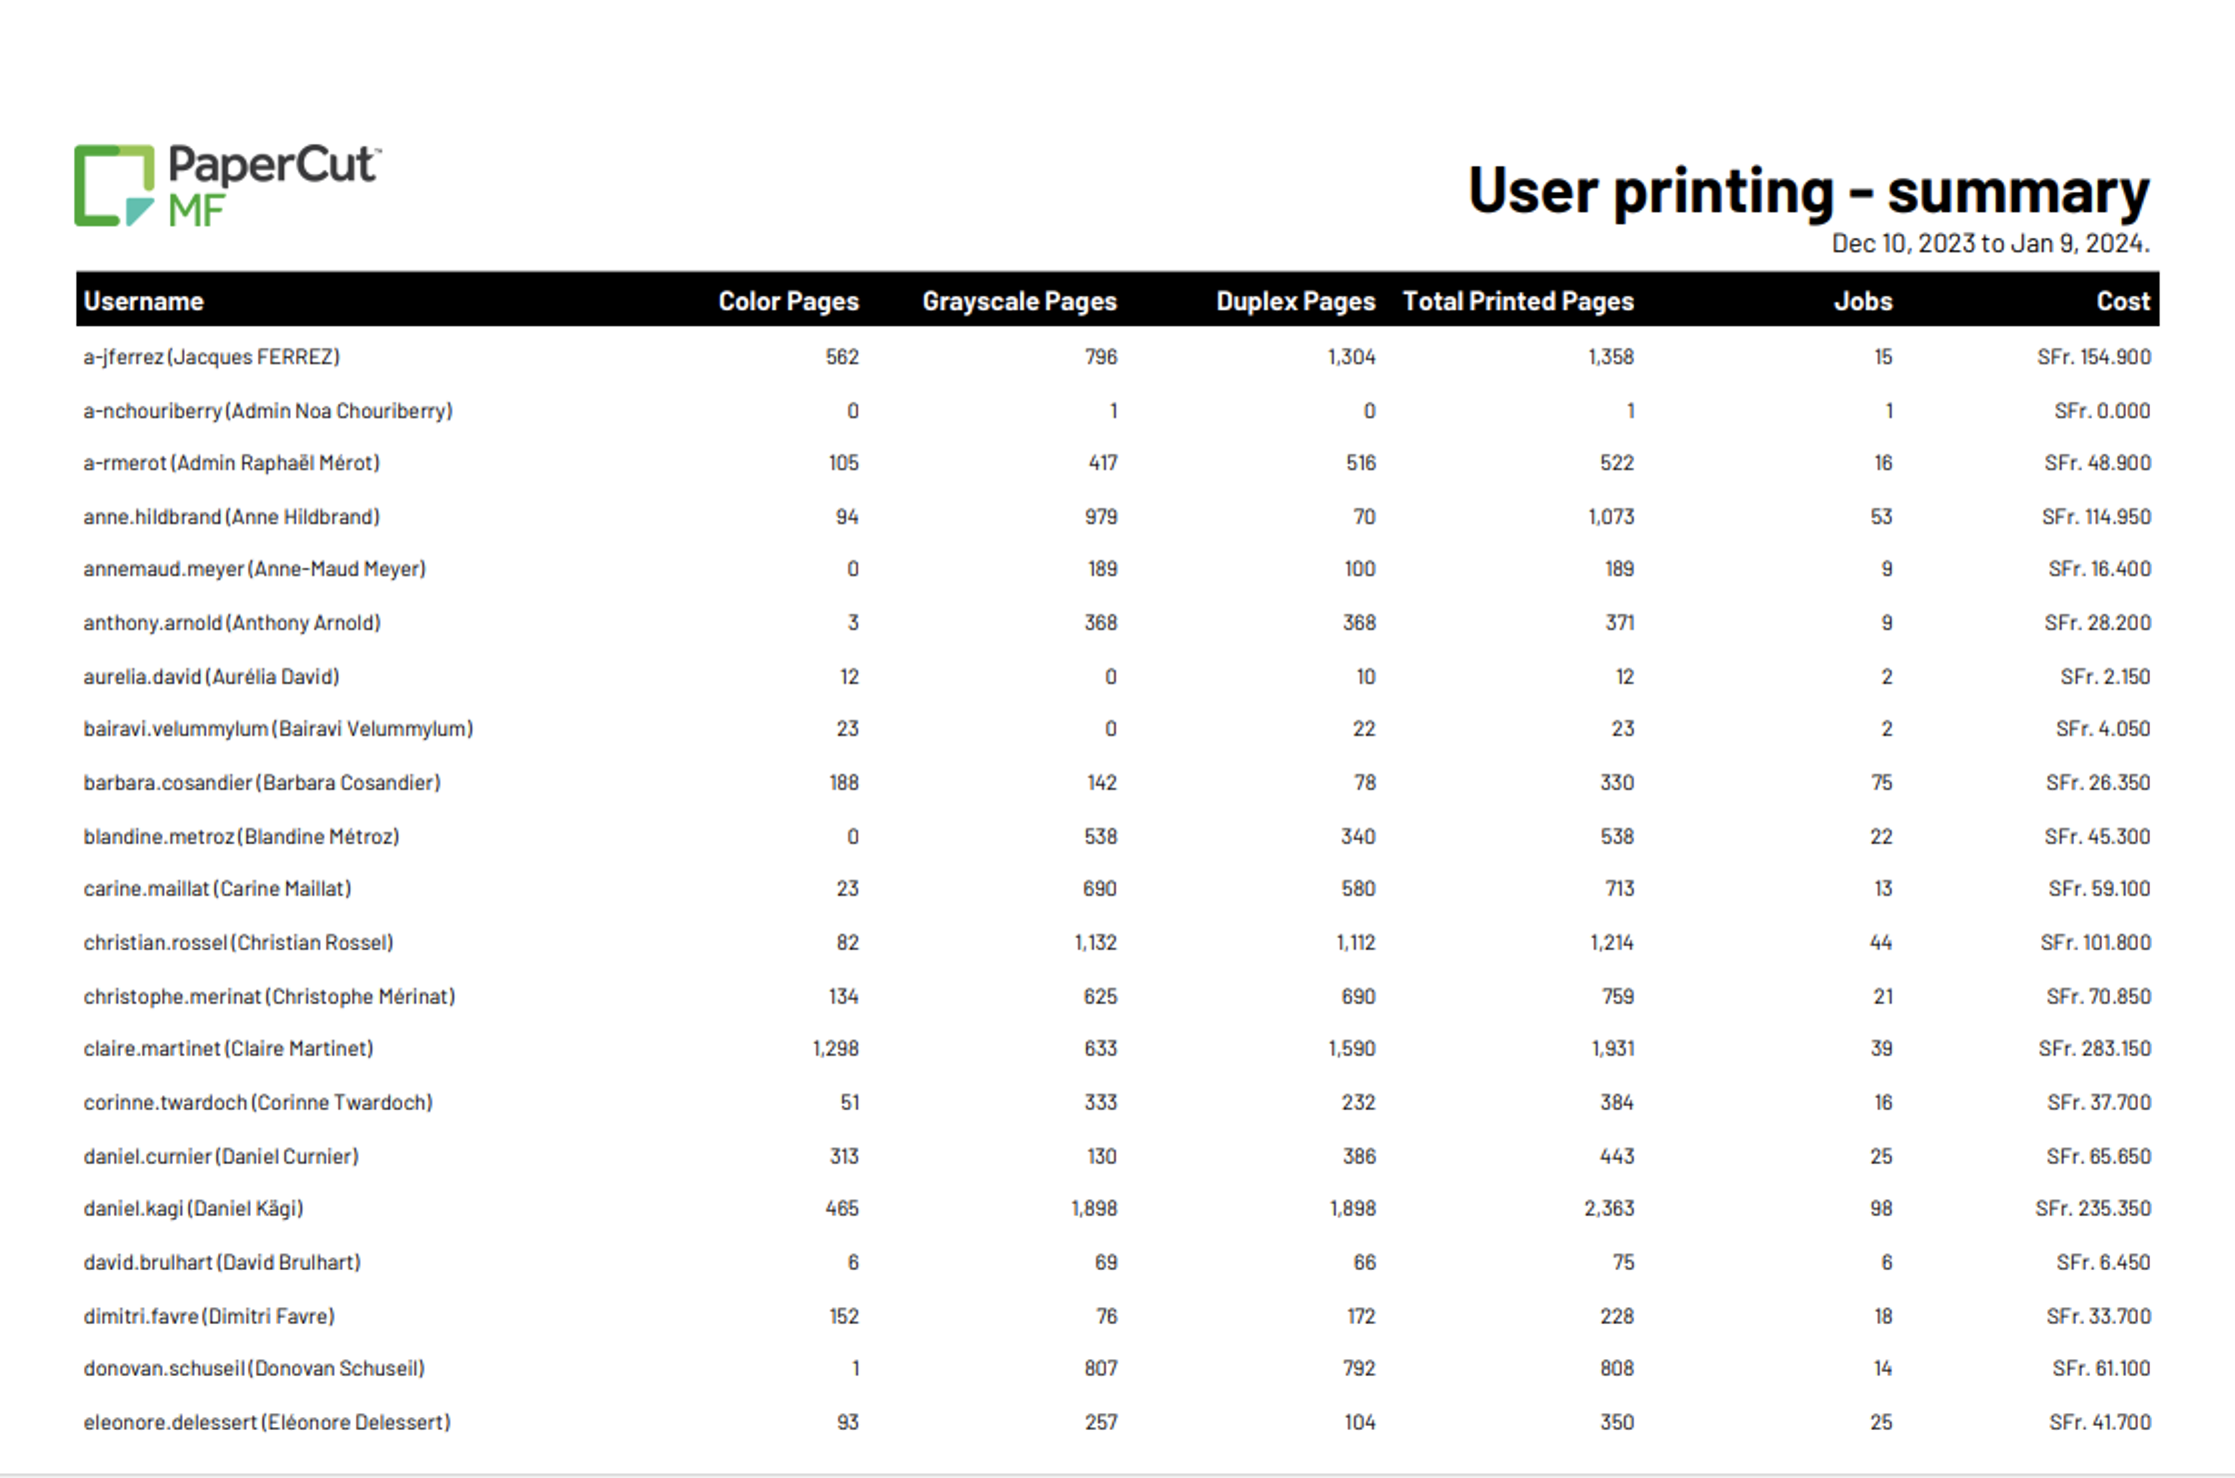 PaperCut™
MF
User printing - summary
Dec 10, 2023 to Jan 9, 2024.
Username Color Pages Grayscale Pages Duplex Pages Total Printed Pages Jobs Cost
a-jferrez (Jacques FERREZ) 562 796 1,304 1,358 15 SFr. 154.900
a-nchouriberry (Admin Noa Chouriberry) 0 1 0 1 1 SFr. 0.000
a-rmerot (Admin Raphaël Mérot) 105 417 516 522 16 SFr. 48.900
anne.hildbrand (Anne Hildbrand) 94 979 70 1,073 53 SFr. 114.950
annemaud.meyer (Anne-Maud Meyer) 0 189 100 189 9 SFr. 16.400
anthony.arnold (Anthony Arnold) 3 368 368 371 9 SFr. 28.200
aurelia.david (Aurélia David) 12 0 10 12 2 SFr. 2.150
bairavi.velummylum (Bairavi Velummylum) 23 0 22 23 2 SFr. 4.050
barbara.cosandier (Barbara Cosandier) 188 142 78 330 75 SFr. 26.350
blandine.metroz (Blandine Métroz) 0 538 340 538 22 SFr. 45.300
carine.maillat (Carine Maillat) 23 690 580 713 13 SFr. 59.100
christian.rossel (Christian Rossel) 82 1,132 1,112 1,214 44 SFr. 101.800
christophe.merinat (Christophe Mérinat) 134 625 690 759 21 SFr. 70.850
claire.martinet (Claire Martinet) 1,298 633 1,590 1,931 39 SFr. 283.150
corinne.twardoch (Corinne Twardoch) 51 333 232 384 16 SFr. 37.700
daniel.curnier (Daniel Curnier) 313 130 386 443 25 SFr. 65.650
daniel.kagi (Daniel Kägi) 465 1,898 1,898 2,363 98 SFr. 235.350
david.brulhart (David Brulhart) 6 69 66 75 6 SFr. 6.450
dimitri.favre (Dimitri Favre) 152 76 172 228 18 SFr. 33.700
donovan.schuseil (Donovan Schuseil) 1 807 792 808 14 SFr. 61.100
eleonore.delessert (Eléonore Delessert) 93 257 104 350 25 SFr. 41.700